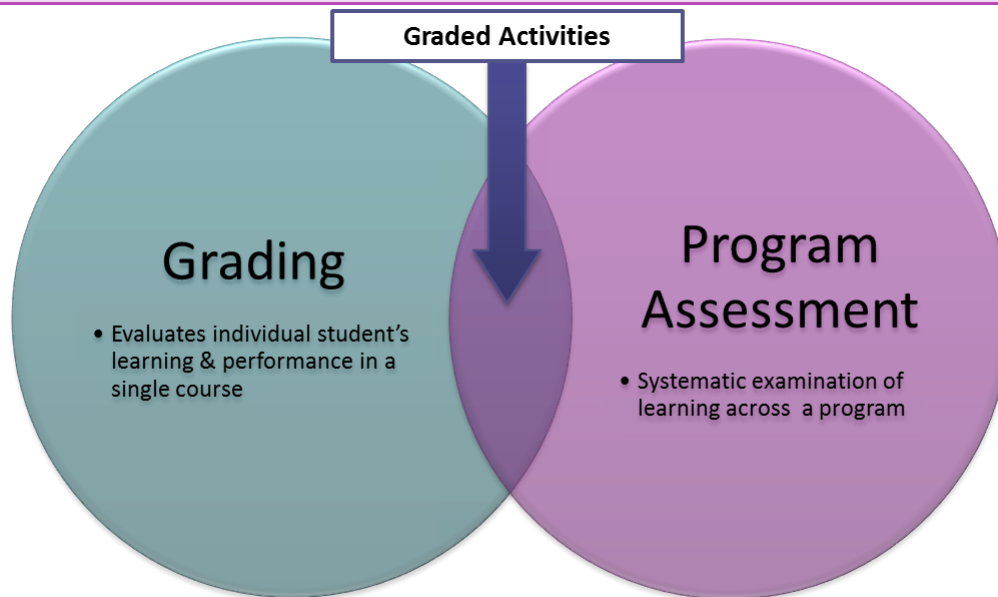 Graded Activities
Grading
• Evaluates individual student's
learning & performance in a
single course
Program
Assessment
• Systematic examination of
learning across a program